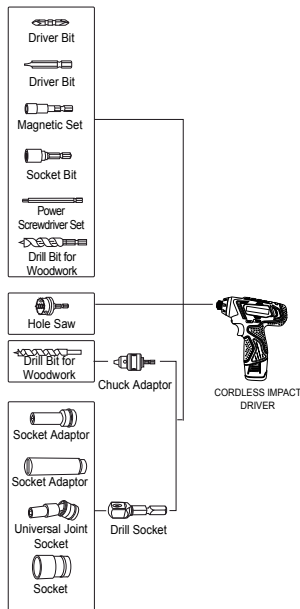 Driver Bit
Driver Bit
Magnetic Set
Socket Bit
Power
Screwdriver Set
Drill Bit for
Woodwork
Hole Saw
Drill Bit for
Woodwork
Chuck Adaptor
CORDLESS IMPACT
DRIVER
Socket Adaptor
Socket Adaptor
Universal Joint
Socket
Drill Socket
Socket